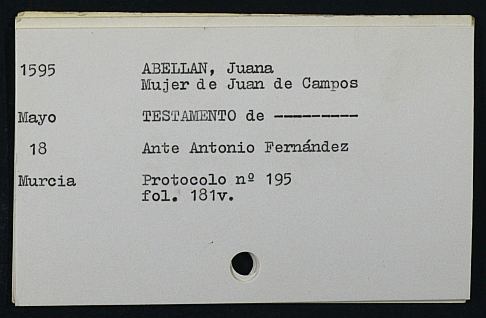 1595 ABELLAN, Juana
Mujer de Juan de Campos
Mayo TESTAMENTO de ---------
18 Ante Antonio Fernández
Murcia Protocolo nº 195
fol. 181v.